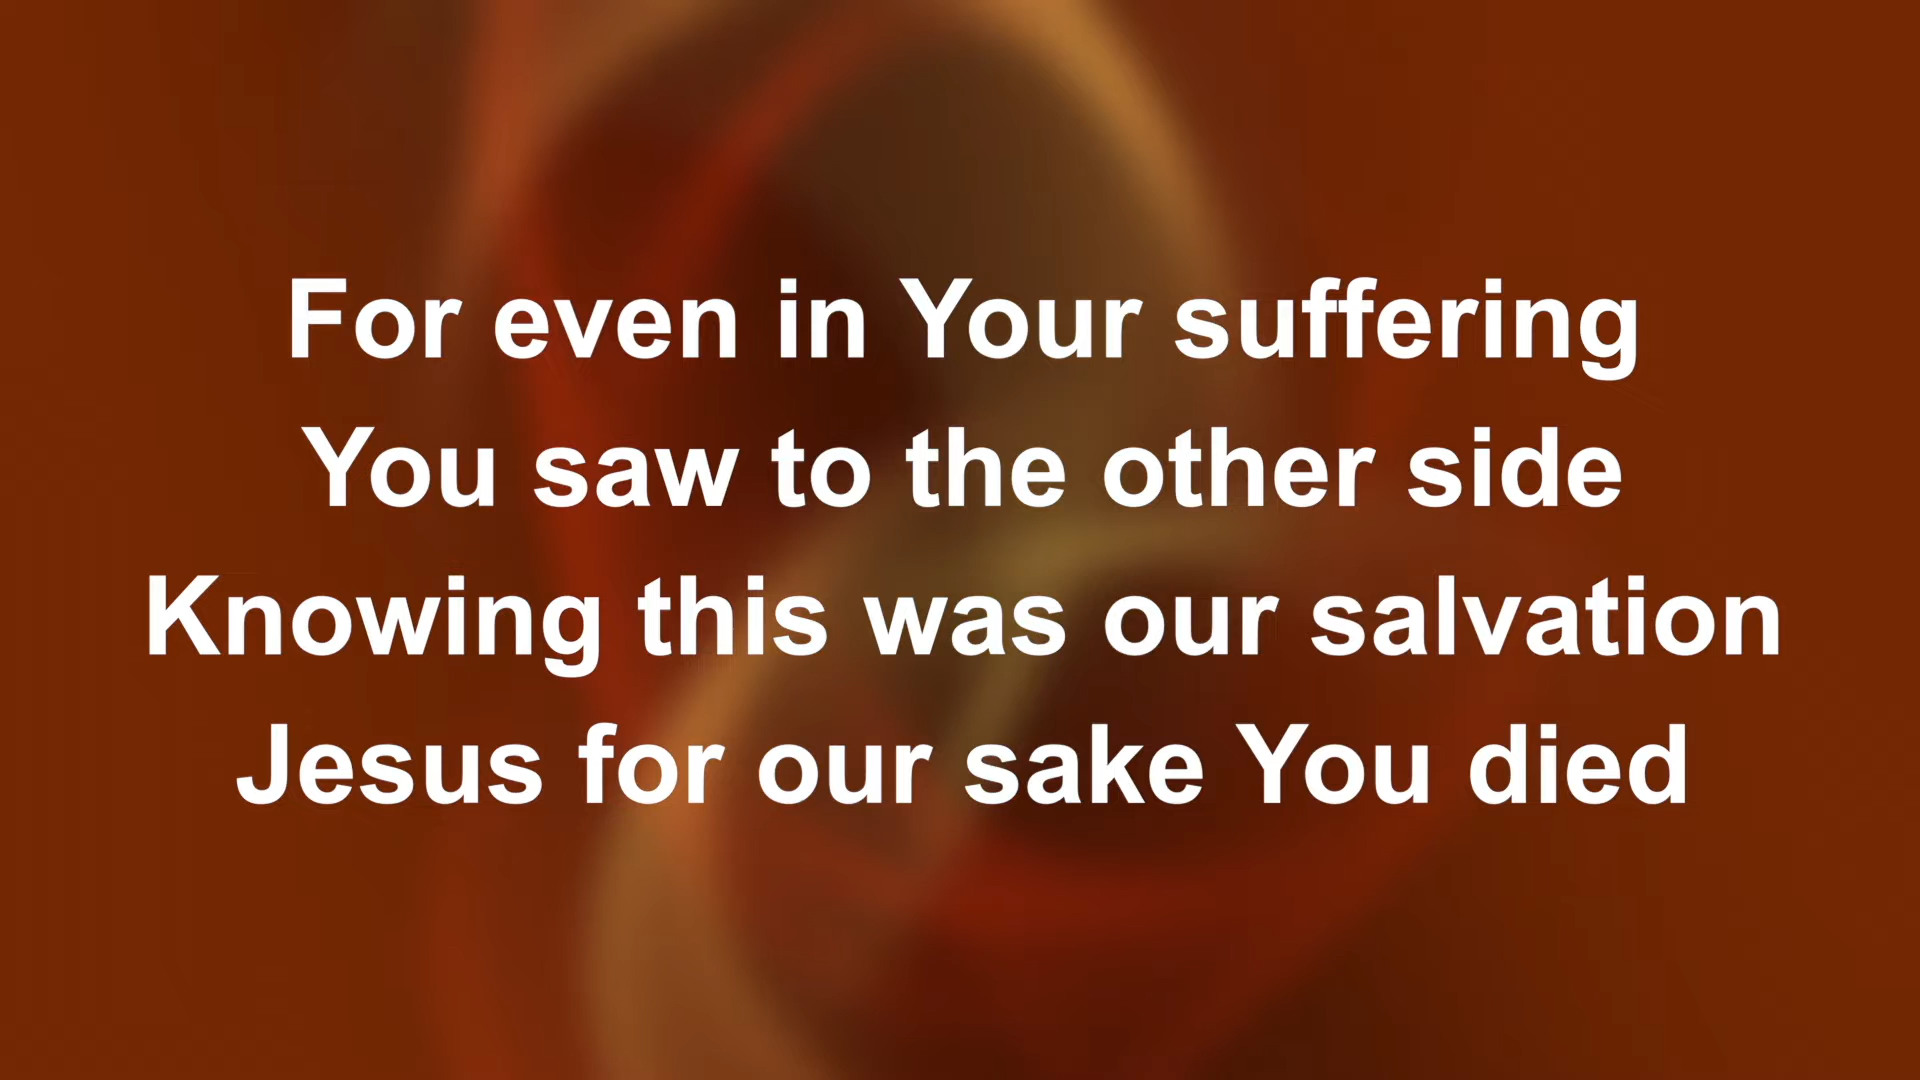 For even in Your suffering
You saw to the other side
Knowing this was our salvation
Jesus for our sake You died